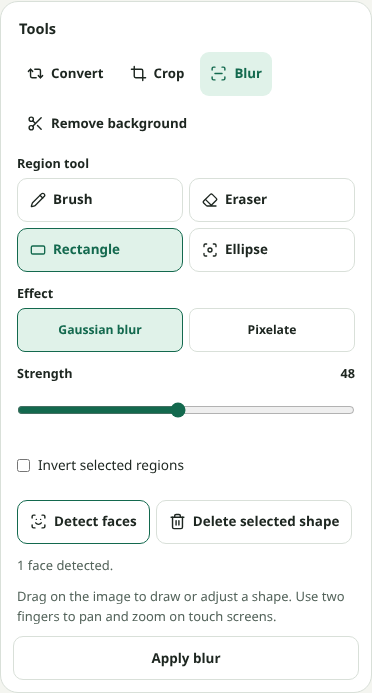 Tools
Convert
Crop
Blur
Remove background
Region tool
Brush
Eraser
Rectangle
Ellipse
Effect
Gaussian blur
Pixelate
Strength
48
Invert selected regions
Detect faces
Delete selected shape
1 face detected.
Drag on the image to draw or adjust a shape. Use two
fingers to pan and zoom on touch screens.
Apply blur